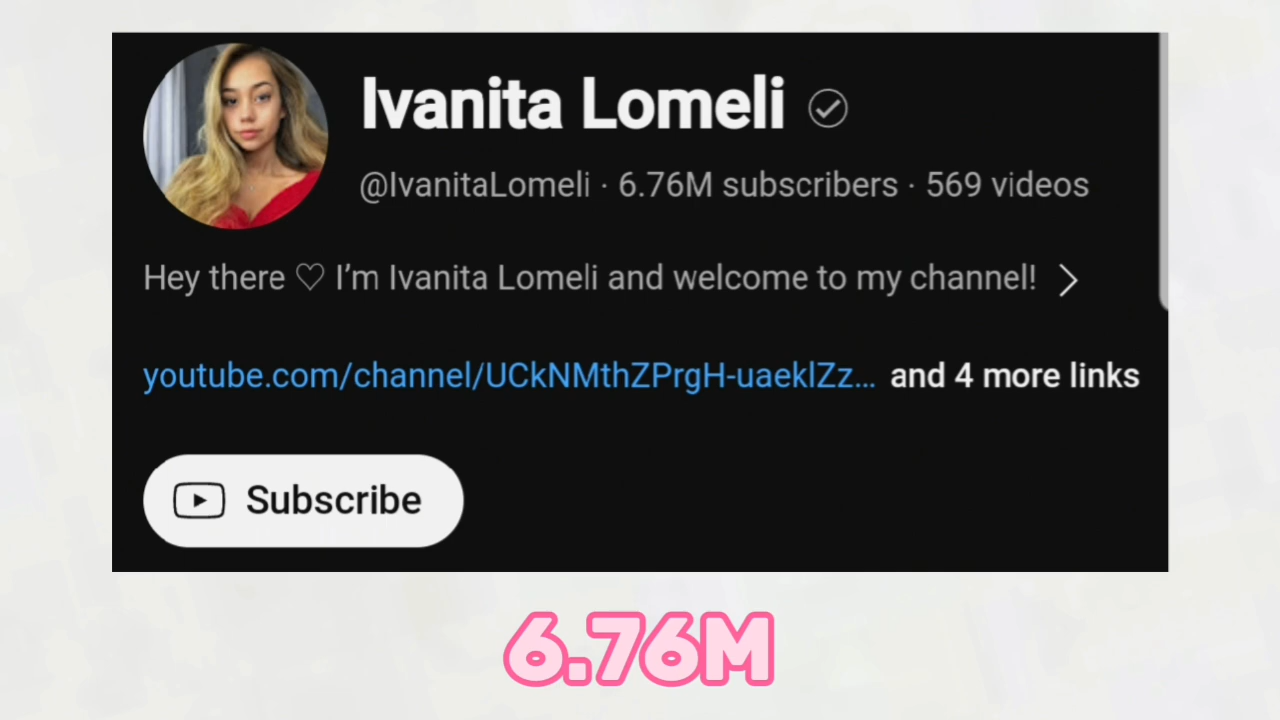 Ivanita Lomeli
@IvanitaLomeli · 6.76M subscribers · 569 videos
Hey there ♡ I’m Ivanita Lomeli and welcome to my channel!
youtube.com/channel/UCkNMthZPrgH-uaeklZz... and 4 more links
Subscribe
6.76M